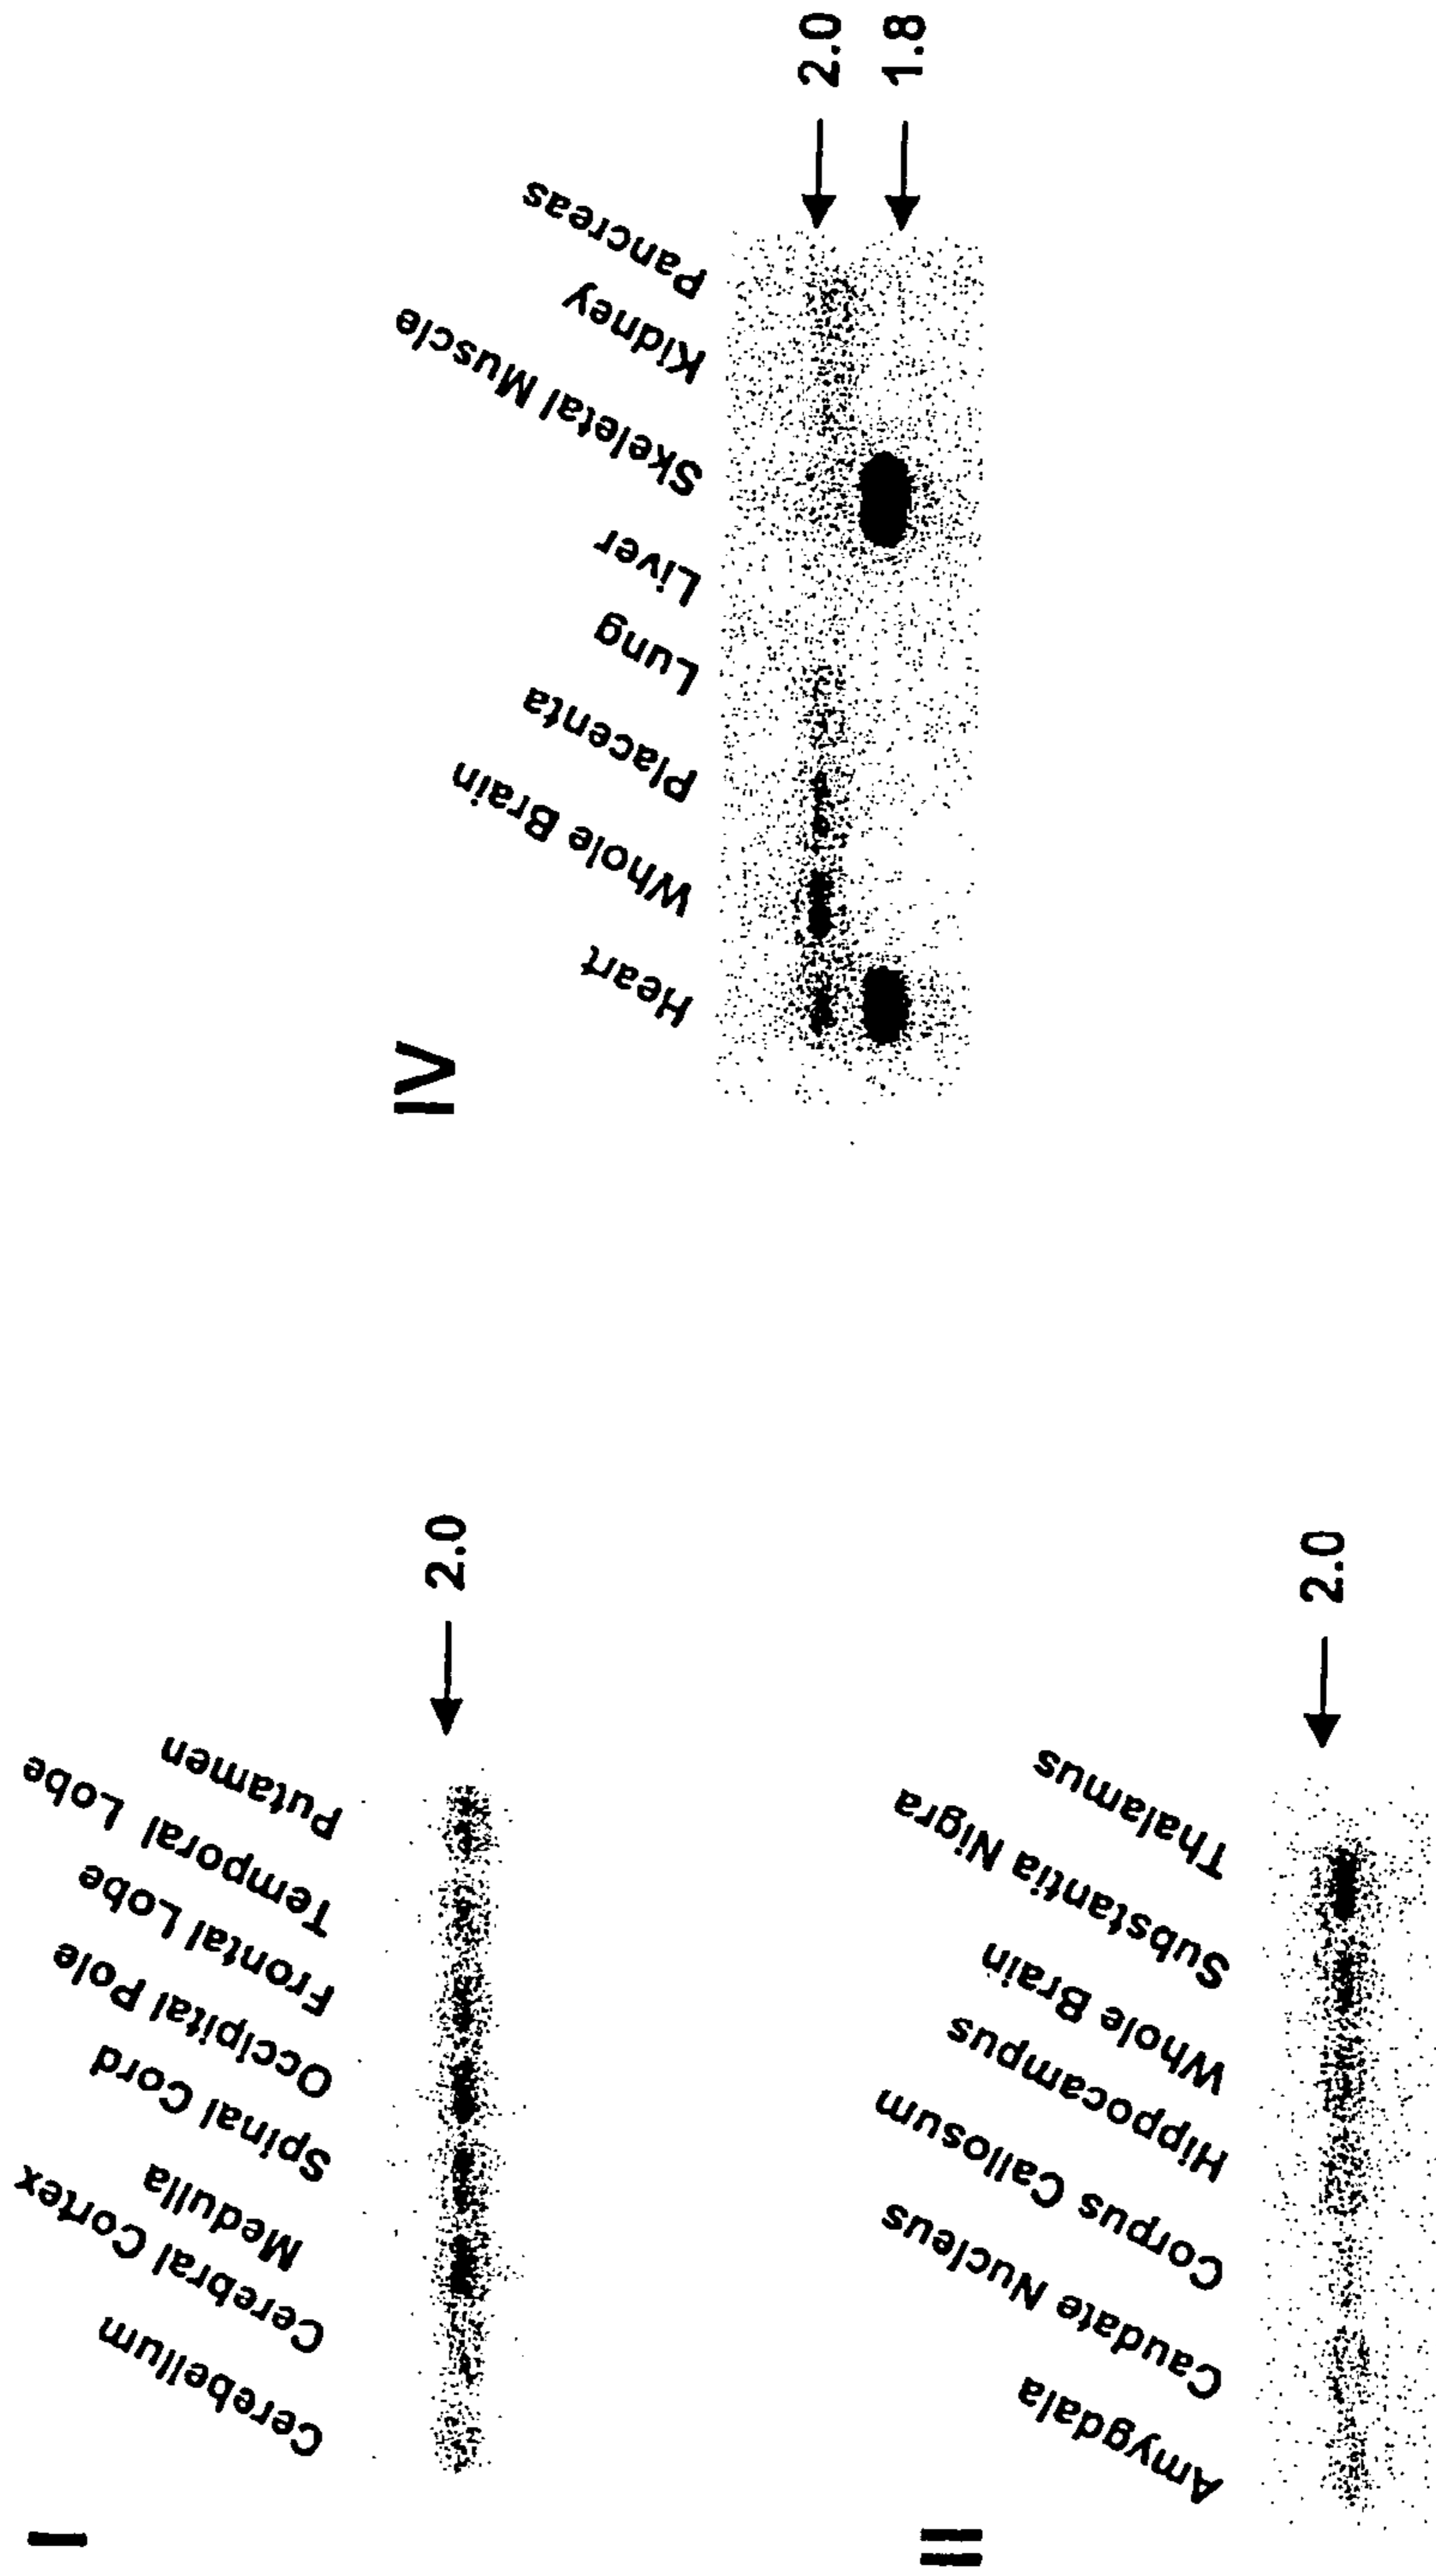 I
Cerebellum
Cerebral Cortex
Medulla
Spinal Cord
Occipital Pole
Frontal Lobe
Temporal Lobe
Putamen
2.0
II
Amygdala
Caudate Nucleus
Corpus Callosum
Hippocampus
Whole Brain
Substantia Nigra
Thalamus
2.0
IV
Heart
Whole Brain
Placenta
Lung
Liver
Skeletal Muscle
Kidney
Pancreas
2.0
1.8